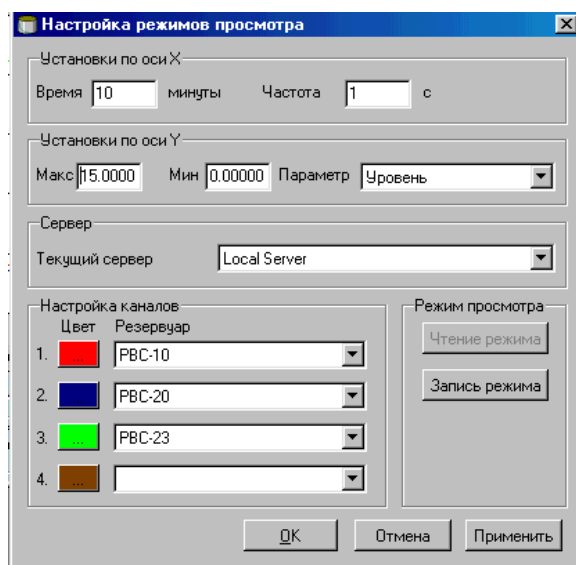 Настройка режимов просмотра
Установки по оси X
Время 10 минуты Частота 1 с
Установки по оси Y
Макс 15.0000 Мин 0.00000 Параметр Уровень
Сервер
Текущий сервер Local Server
Настройка каналов
Цвет Резервуар
1. ... РВС-10
2. ... РВС-20
3. ... РВС-23
4. ...
Режим просмотра
Чтение режима
Запись режима
OK Отмена Применить